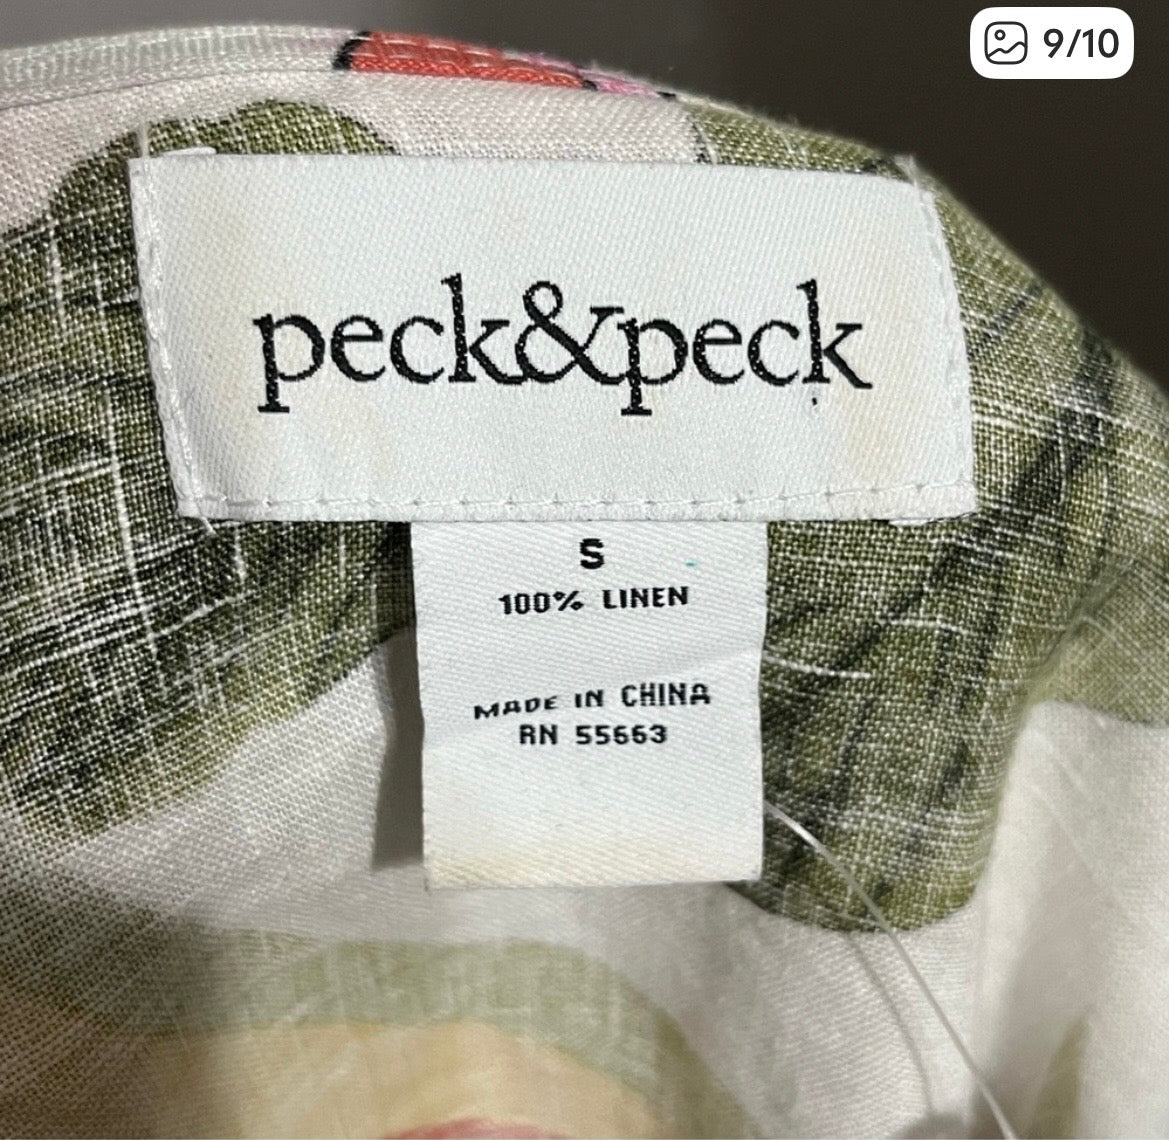 9/10
peck&peck
S
100% LINEN
MADE IN CHINA
RN 55663